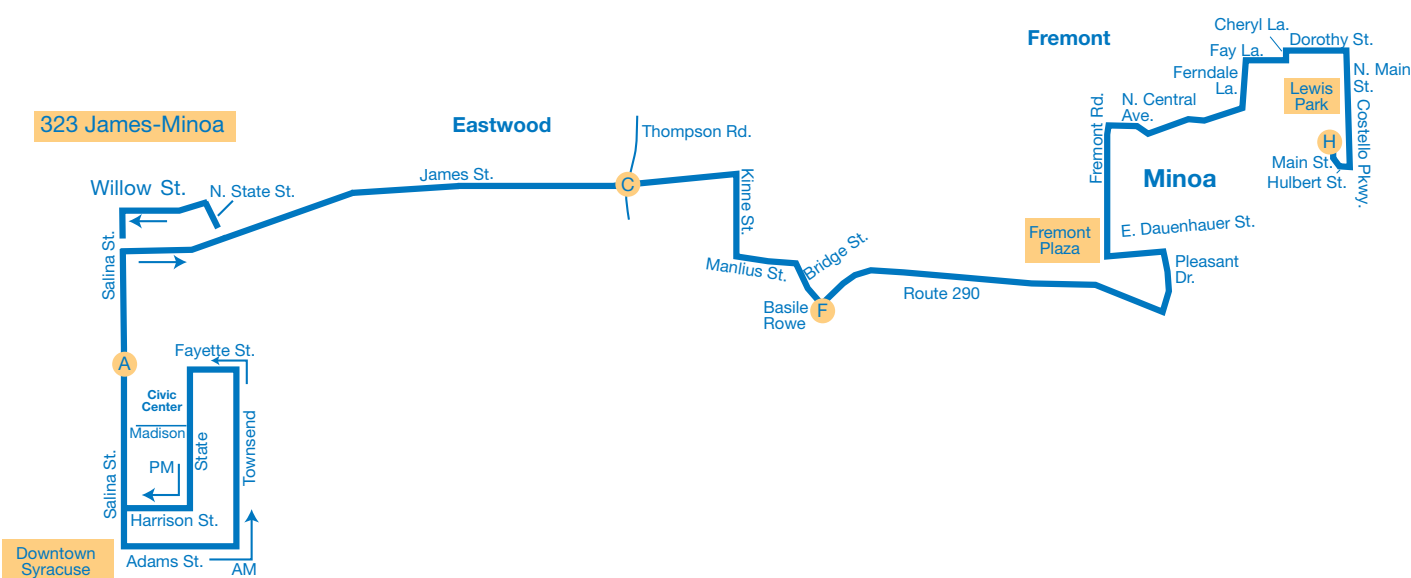 Cheryl La.
Fremont
Dorothy St.
Fay La.
Ferndale
La.
N. Main
St.
Lewis
Park
N. Central
Ave.
Fremont Rd.
Costello Pkwy.
323 James-Minoa
Eastwood
Thompson Rd.
H
Main St.
Hulbert St.
Minoa
James St.
C
Kinne St.
Willow St.
N. State St.
Salina St.
Fremont
Plaza
E. Dauenhauer St.
Pleasant
Dr.
Manlius St.
Bridge St.
Route 290
Basile
Rowe
F
Fayette St.
A
Civic
Center
Madison
State
Townsend
PM
Salina St.
Harrison St.
Downtown
Syracuse
Adams St.
AM